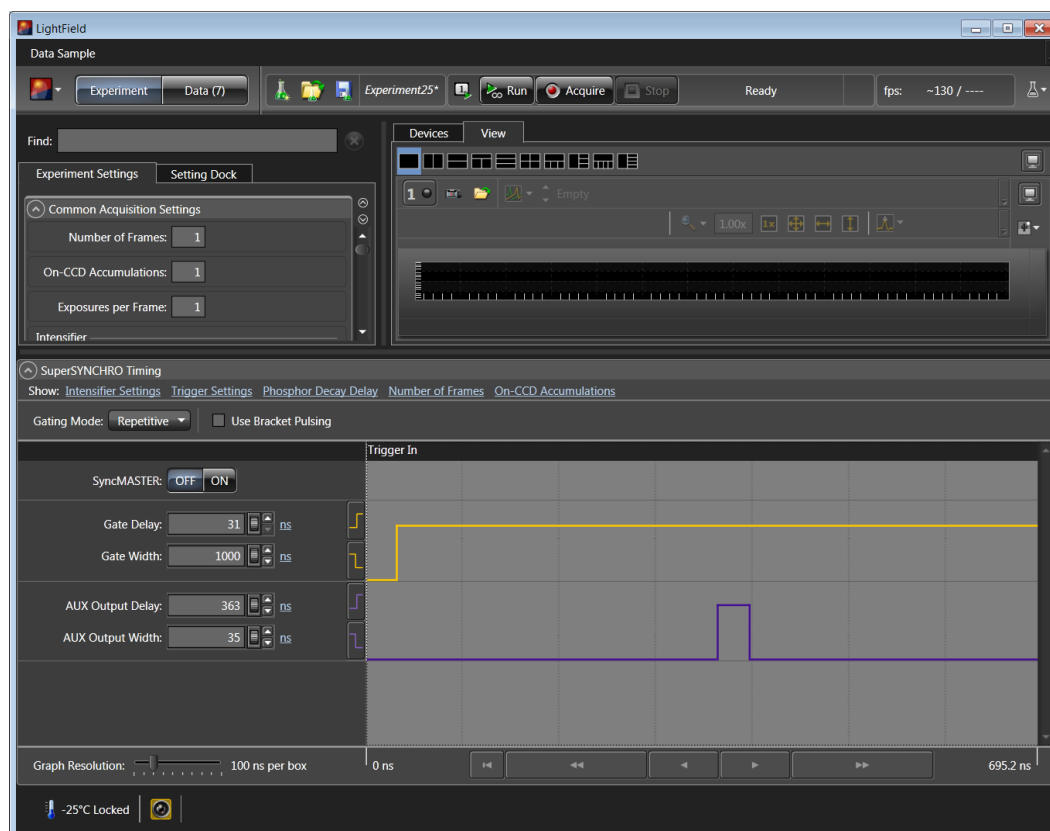 LightField
Data Sample
Experiment Data (7) Experiment25* 1 Run Acquire Stop Ready fps: ~130 / ----
Find:
Devices View
Experiment Settings Setting Dock
1 Empty
Common Acquisition Settings
1.00x 1x
Number of Frames: 1
On-CCD Accumulations: 1
Exposures per Frame: 1
Intensifier
SuperSYNCHRO Timing
Show: Intensifier Settings Trigger Settings Phosphor Decay Delay Number of Frames On-CCD Accumulations
Gating Mode: Repetitive Use Bracket Pulsing
Trigger In
SyncMASTER: OFF ON
Gate Delay: 31 ns
Gate Width: 1000 ns
AUX Output Delay: 363 ns
AUX Output Width: 35 ns
Graph Resolution: 100 ns per box 0 ns 695.2 ns
-25°C Locked